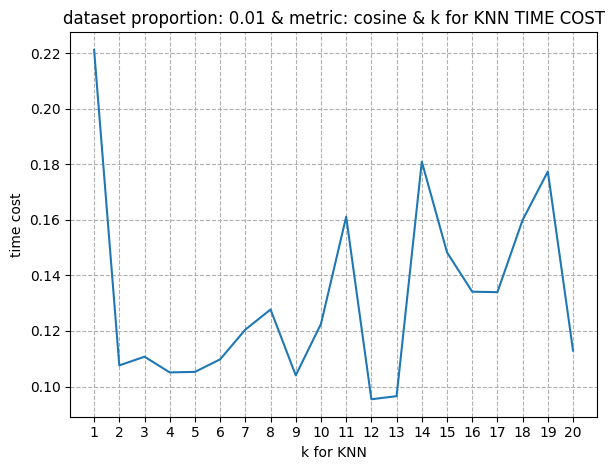 dataset proportion: 0.01 & metric: cosine & k for KNN TIME COST
0.22
0.20
0.18
0.16
0.14
0.12
0.10
time cost
1 2 3 4 5 6 7 8 9 10 11 12 13 14 15 16 17 18 19 20
k for KNN